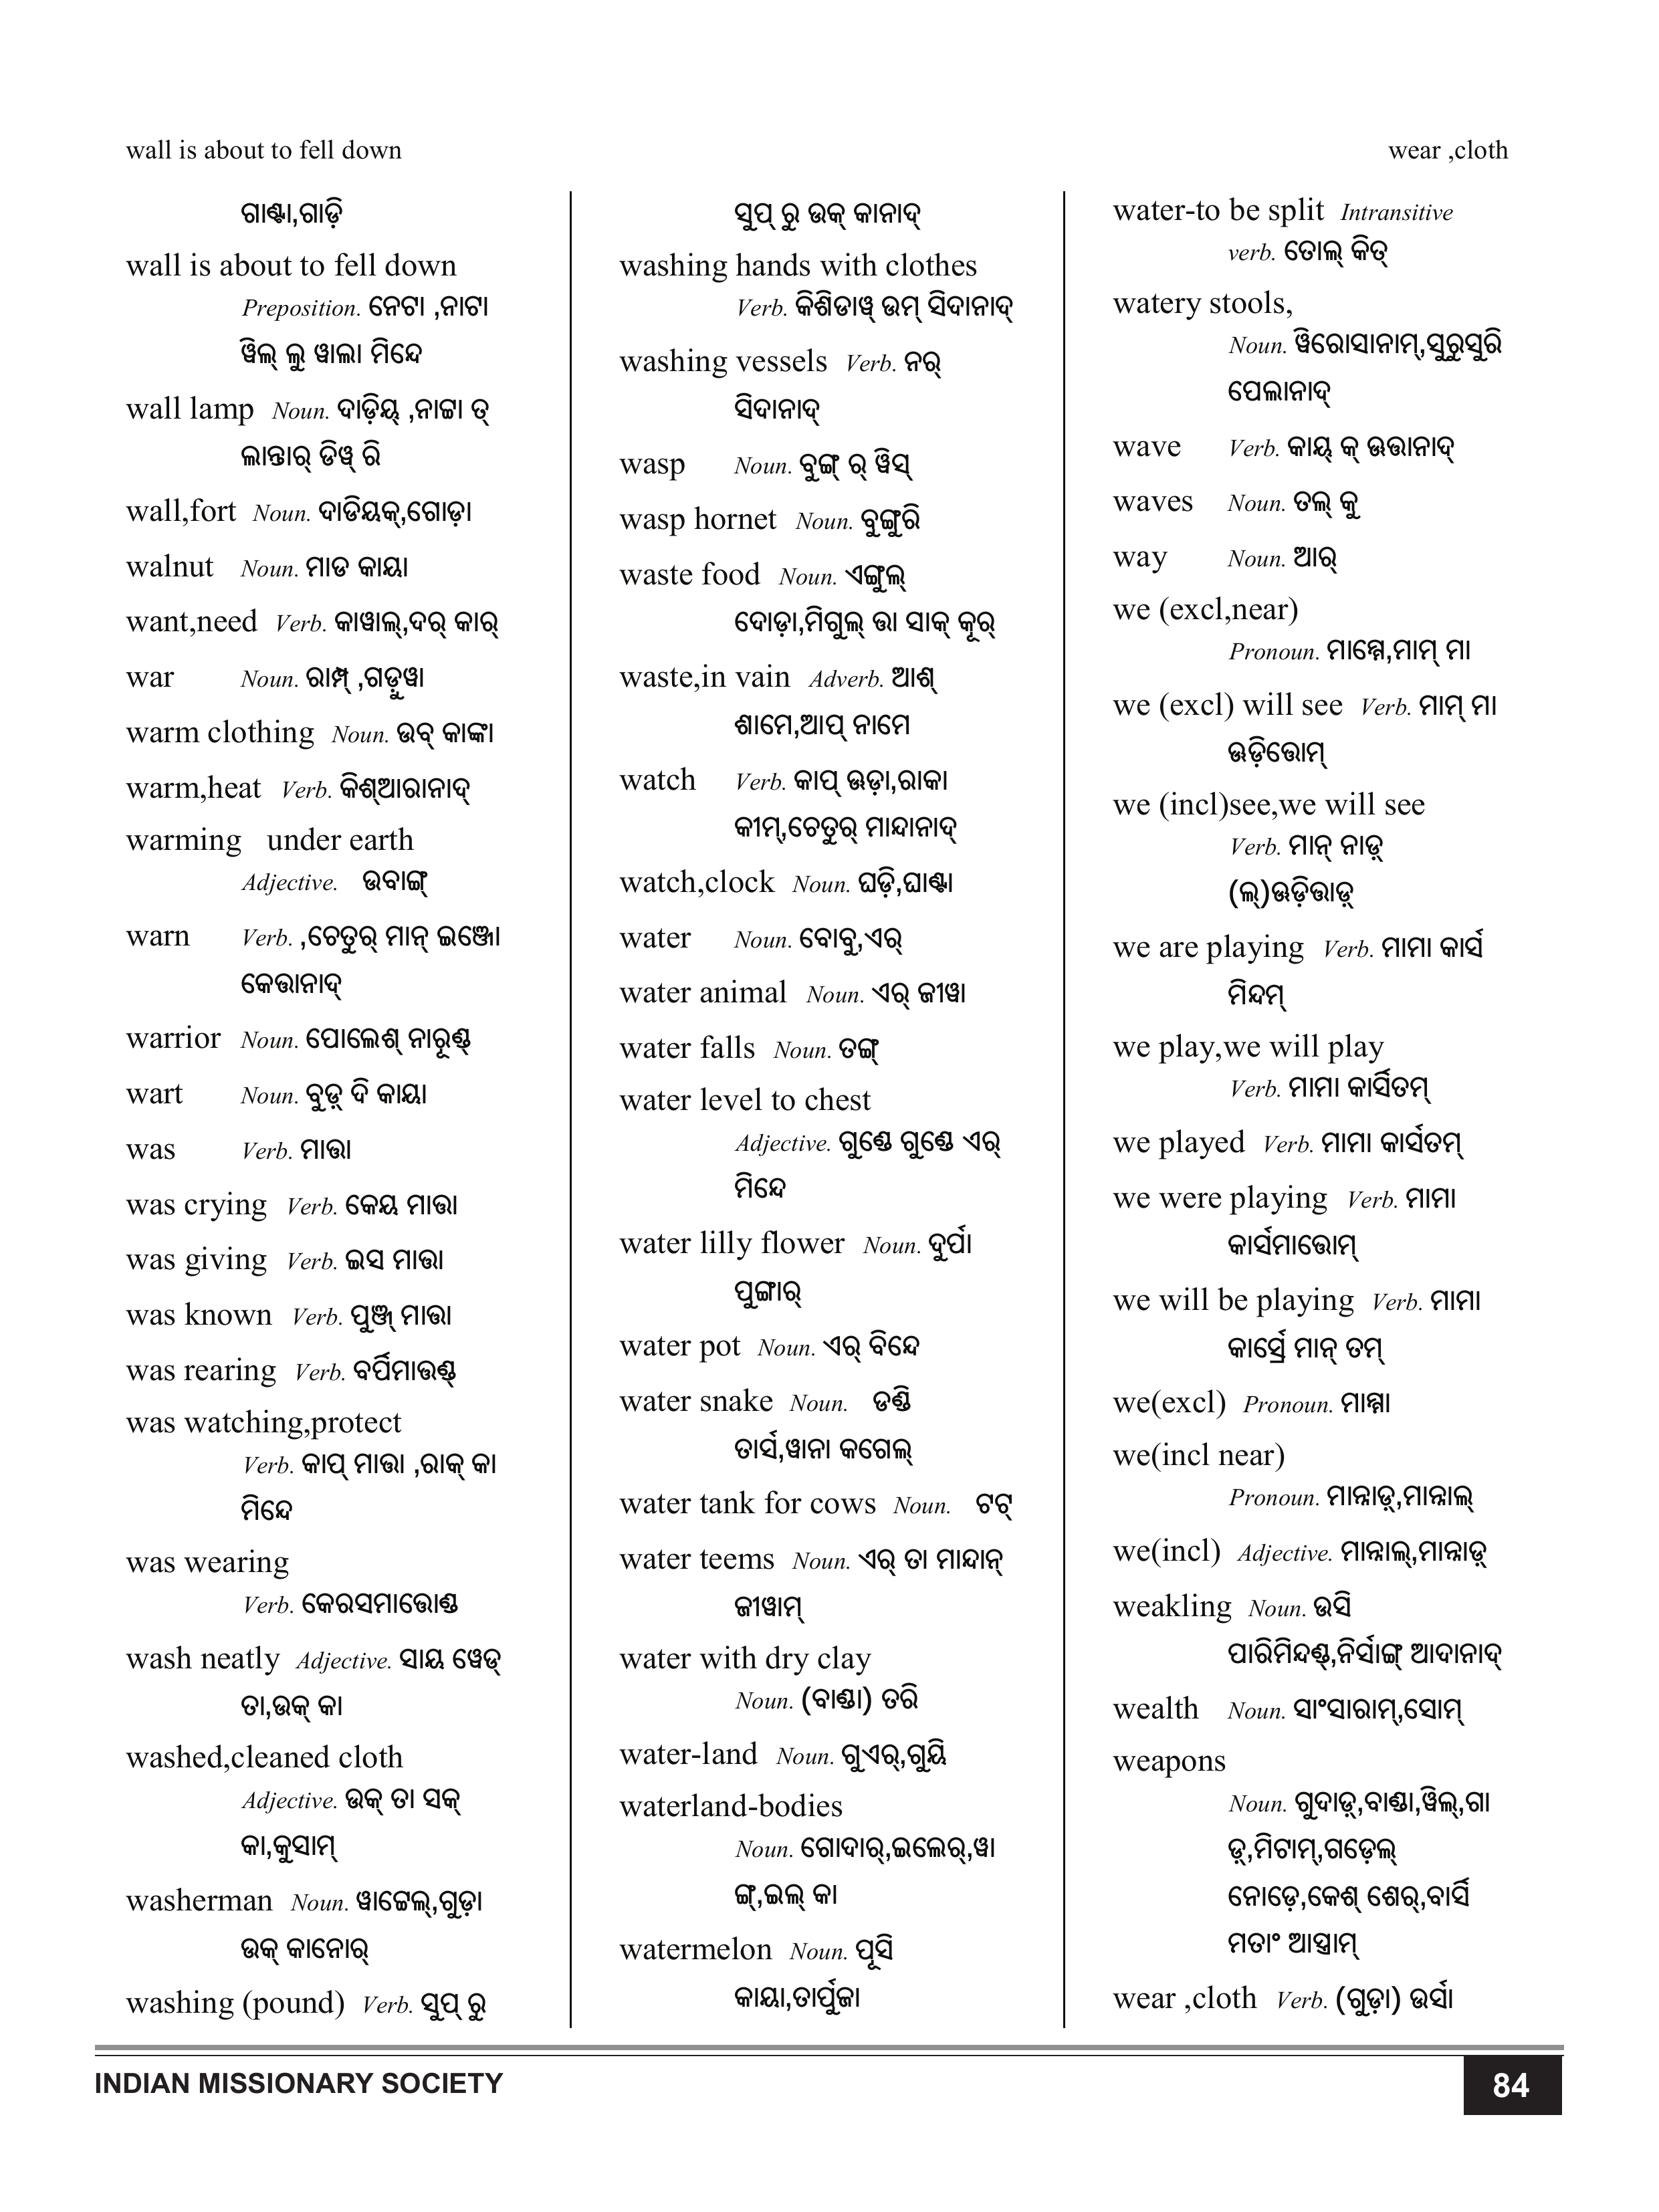 wall is about to fell down
wear ,cloth
ଗାଣ୍ଟା,ଗାଡ଼ି
wall is about to fell down
Preposition. ନେଟା ,ନାଟା
ୱିଲ୍ ଲୁ ୱାଲା ମିନ୍ଦେ
wall lamp Noun. ଦାଡ଼ିୟ୍ ,ନାଟ୍ଟା ତ୍
ଲାନ୍ତାର୍ ଡିୱ୍ ରି
wall,fort Noun. ଦାଡିୟକ୍,ଗୋଡ଼ା
walnut Noun. ମାଡ କାୟା
want,need Verb. କାୱାଲ୍,ଦର୍ କାର୍
war Noun. ରାମ୍ପ୍ ,ଗଡ଼ୁୱା
warm clothing Noun. ଉବ୍ କାଙ୍କା
warm,heat Verb. କିଶ୍ଆରାନାଦ୍
warming under earth
Adjective. ଉବାଙ୍ଗ୍
warn Verb. ,ଚେତୁର୍ ମାନ୍ ଇଞ୍ଜୋ
କେତ୍ତାନାଦ୍
warrior Noun. ପୋଲେଶ୍ ନାରୂଣ୍ଡ୍
wart Noun. ବୁଡ଼୍ ଦି କାୟା
was Verb. ମାତ୍ତା
was crying Verb. କେୟ ମାତ୍ତା
was giving Verb. ଇସ ମାତ୍ତା
was known Verb. ପୁଞ୍ଜ୍ ମାତ୍ତା
was rearing Verb. ବର୍ପିମାତଣ୍ଡ୍
was watching,protect
Verb. କାପ୍ ମାତ୍ତା ,ରାକ୍ କା
ମିନ୍ଦେ
was wearing
Verb. କେରସମାତ୍ତୋଣ୍ଡ
wash neatly Adjective. ସାୟ ୱେଡ୍
ତା,ଉକ୍ କା
washed,cleaned cloth
Adjective. ଉକ୍ ତା ସକ୍
କା,କୁସାମ୍
washerman Noun. ୱାଟ୍ଟେଲ୍,ଗୁଡ଼ା
ଉକ୍ କାନୋର୍
washing (pound) Verb. ସୁପ୍ ରୁ
ସୁପ୍ ରୁ ଉକ୍ କାନାଦ୍
washing hands with clothes
Verb. କିଶିଡାୱ୍ ଉମ୍ ସିଦାନାଦ୍
washing vessels Verb. ନର୍
ସିଦାନାଦ୍
wasp Noun. ବୁଙ୍ଗ୍ ର୍ ୱିସ୍
wasp hornet Noun. ବୁଙ୍ଗୁରି
waste food Noun. ଏଙ୍ଗୁଲ୍
ଦୋଡ଼ା,ମିଗୁଲ୍ ତ୍ତା ସାକ୍ କୂର୍
waste,in vain Adverb. ଆଶ୍
ଶାମେ,ଆପ୍ ନାମେ
watch Verb. କାପ୍ ଊଡ଼ା,ରାକା
କୀମ୍,ଚେତୁର୍ ମାନ୍ଦାନାଦ୍
watch,clock Noun. ଘଡ଼ି,ଘାଣ୍ଟା
water Noun. ବୋବୁ,ଏର୍
water animal Noun. ଏର୍ ଜୀୱା
water falls Noun. ତଙ୍ଗ୍
water level to chest
Adjective. ଗୁଣ୍ଡେ ଗୁଣ୍ଡେ ଏର୍
ମିନ୍ଦେ
water lilly flower Noun. ଦୁର୍ପା
ପୁଙ୍ଗାର୍
water pot Noun. ଏର୍ ବିନ୍ଦେ
water snake Noun. ଡଣ୍ଡି
ତାର୍ସ,ୱାନା କଗେଲ୍
water tank for cows Noun. ଟଟ୍
water teems Noun. ଏର୍ ତା ମାନ୍ଦାନ୍
ଜୀୱାମ୍
water with dry clay
Noun. (ବାଣ୍ଡା) ତରି
water-land Noun. ଗୁଏର୍,ଗୁୟି
waterland-bodies
Noun. ଗୋଦାର୍,ଇଲେର୍,ୱା
ଙ୍ଗ୍,ଇଲ୍ କା
watermelon Noun. ପୂସି
କାୟା,ତାର୍ପୁଜା
water-to be split Intransitive
verb. ତୋଲ୍ କିତ୍
watery stools,
Noun. ୱିରୋସାନାମ୍,ସୁରୁସୁରି
ପେଲାନାଦ୍
wave Verb. କାୟ୍ କ୍ ଊତ୍ତାନାଦ୍
waves Noun. ତଲ୍ କୁ
way Noun. ଆର୍
we (excl,near)
Pronoun. ମାମ୍ମେ,ମାମ୍ ମା
we (excl) will see Verb. ମାମ୍ ମା
ଊଡ଼ିତ୍ତୋମ୍
we (incl)see,we will see
Verb. ମାନ୍ ନାଡ଼୍
(ଲ୍)ଊଡ଼ିତ୍ତାଡ଼୍
we are playing Verb. ମାମା କାର୍ସ
ମିନ୍ଦମ୍
we play,we will play
Verb. ମାମା କାର୍ସିତମ୍
we played Verb. ମାମା କାର୍ସତମ୍
we were playing Verb. ମାମା
କାର୍ସମାତ୍ତୋମ୍
we will be playing Verb. ମାମା
ମାନ୍ ତମ୍
we(excl) Pronoun. ମାମ୍ମା
we(incl near)
Pronoun. ମାନ୍ନାଡ଼୍,ମାନ୍ନାଲ୍
we(incl) Adjective. ମାନ୍ନାଲ୍,ମାନ୍ନାଡ଼୍
weakling Noun. ଉସି
ପାରିମିନ୍ଦଣ୍ଡ୍,ନିର୍ସାଙ୍ଗ୍ ଆଦାନାଦ୍
wealth Noun. ସାଂସାରାମ୍,ସୋମ୍
weapons
Noun. ଗୁଦାଡ଼୍,ବାଣ୍ଡା,ୱିଲ୍,ଗା
ଡ଼୍,ମିଟାମ୍,ଗଡ଼େଲ୍
ନୋଡ଼େ,କେଶ୍ ଶେର୍,ବାର୍ସି
ମତାଂ ଆସ୍ତ୍ରାମ୍
wear ,cloth Verb. (ଗୁଡ଼ା) ଉର୍ସା
INDIAN MISSIONARY SOCIETY
84